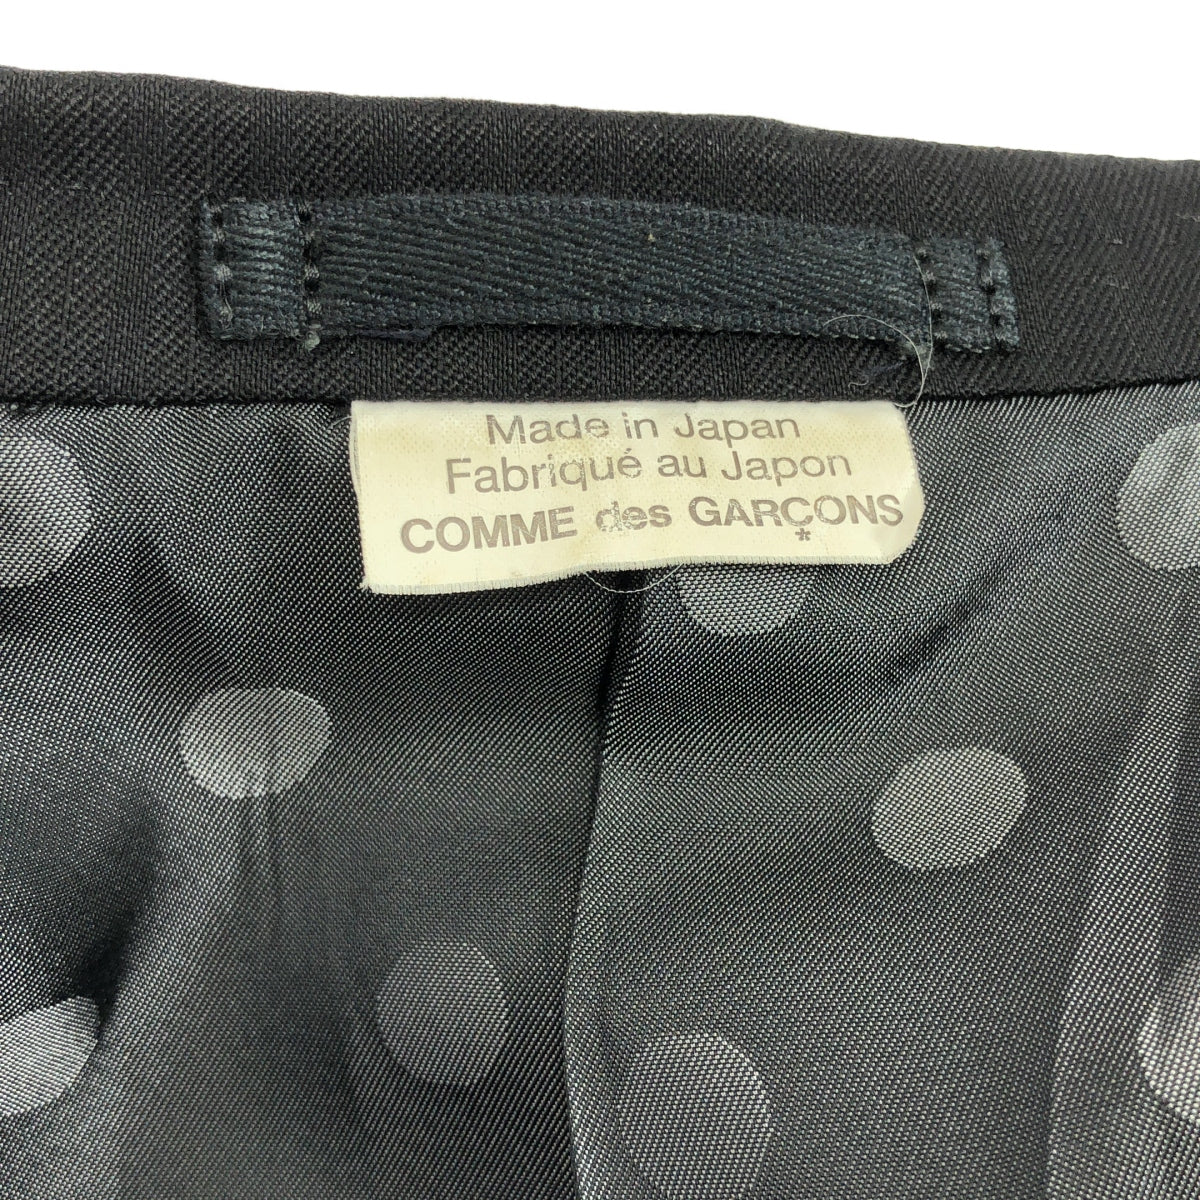 Made in Japan
Fabriqué au Japon
COMME des GARÇONS
*